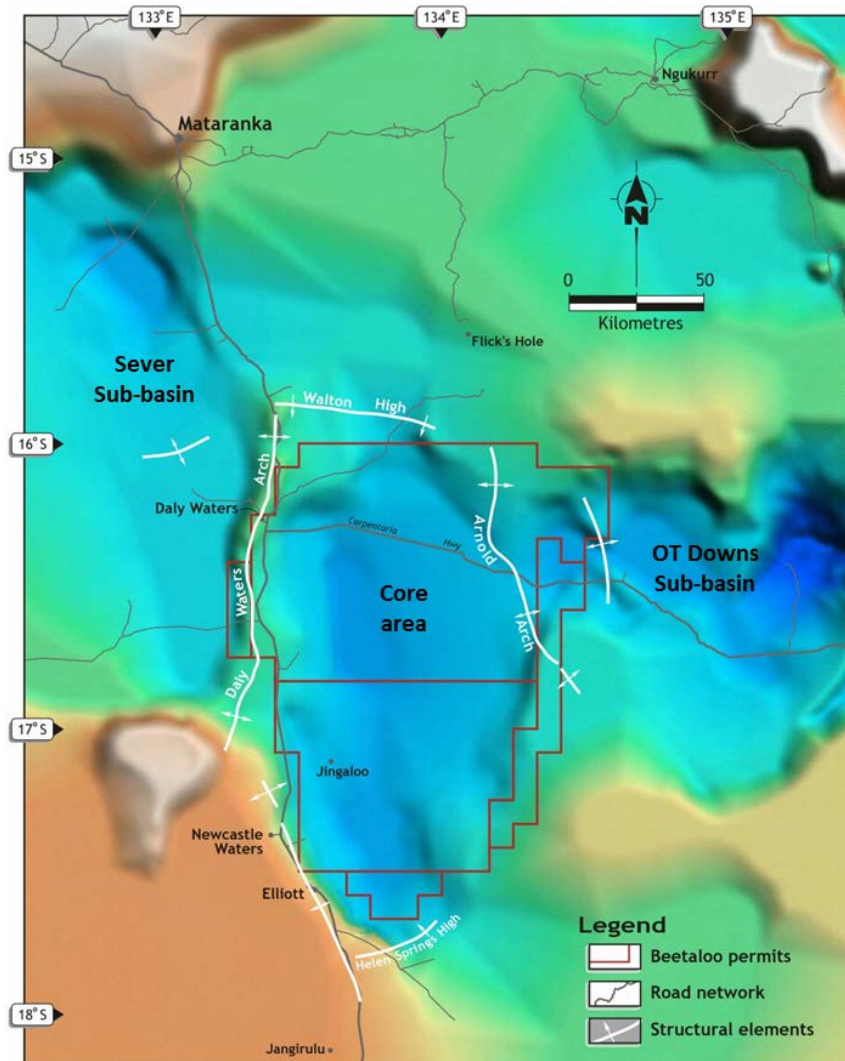 133°E
134°E
135°E
Ngukurr
Mataranka
15°S
N
0
50
Kilometres
Flick's Hole
Sever
Sub-basin
Walton High
16°S
Arch
Daly Waters
Carpentaria Hwy
Arnold
OT Downs
Sub-basin
Core
area
Waters
Arch
Daly
17°S
Jingaloo
Newcastle
Waters
Elliott
Helen Springs High
Legend
Beetaloo permits
Road network
Structural elements
18°S
Jangirulu